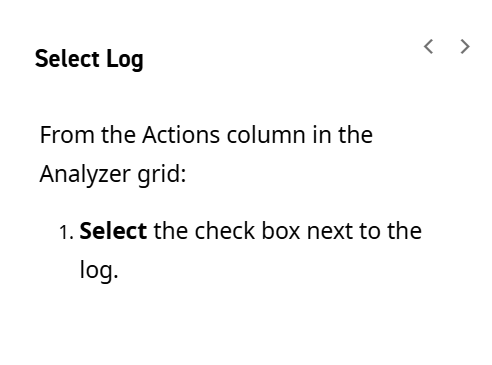 Select Log
From the Actions column in the
Analyzer grid:
1. Select the check box next to the
log.